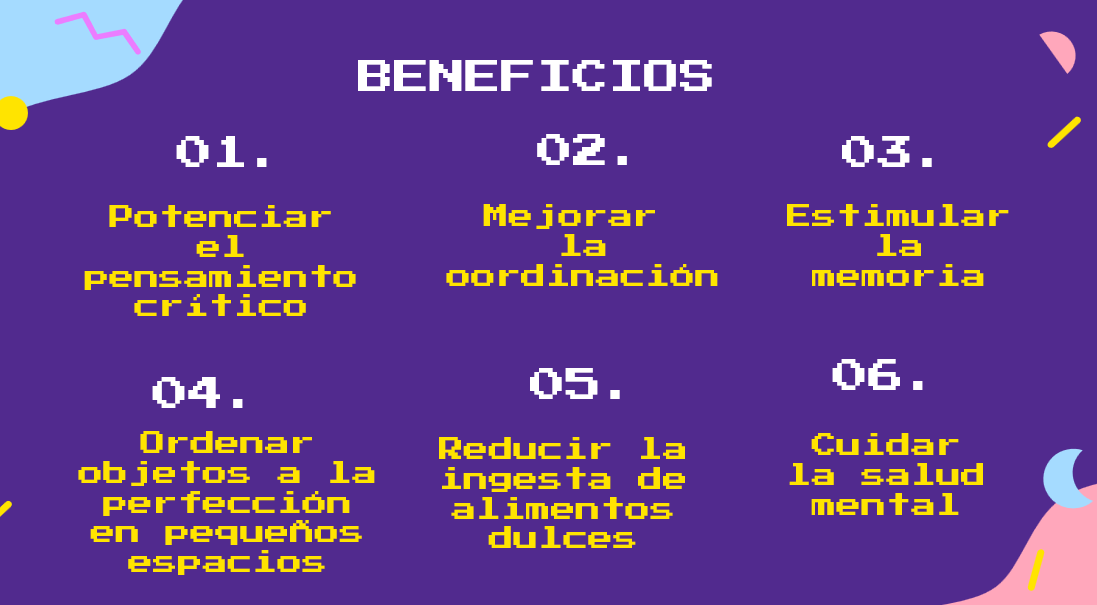 BENEFICIOS
01.
Potenciar
el
pensamiento
crítico
02.
Mejorar
la
oordinación
03.
Estimular
la
memoria
04.
Ordenar
objetos a la
perfección
en pequeños
espacios
05.
Reducir la
ingesta de
alimentos
dulces
06.
Cuidar
la salud
mental